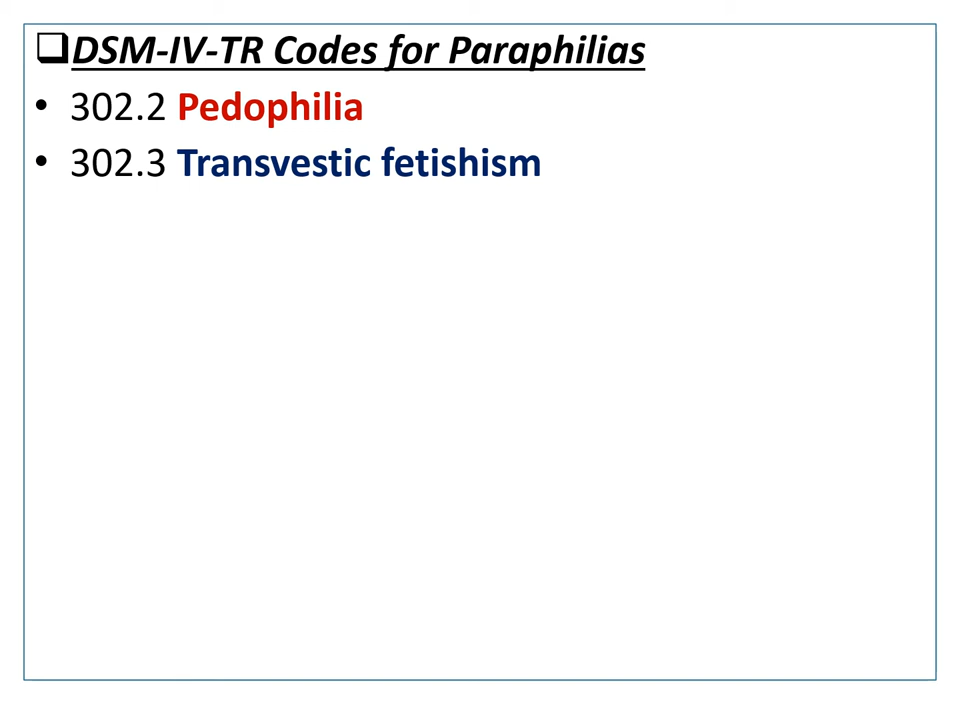 ❑DSM-IV-TR Codes for Paraphilias
• 302.2 Pedophilia
• 302.3 Transvestic fetishism